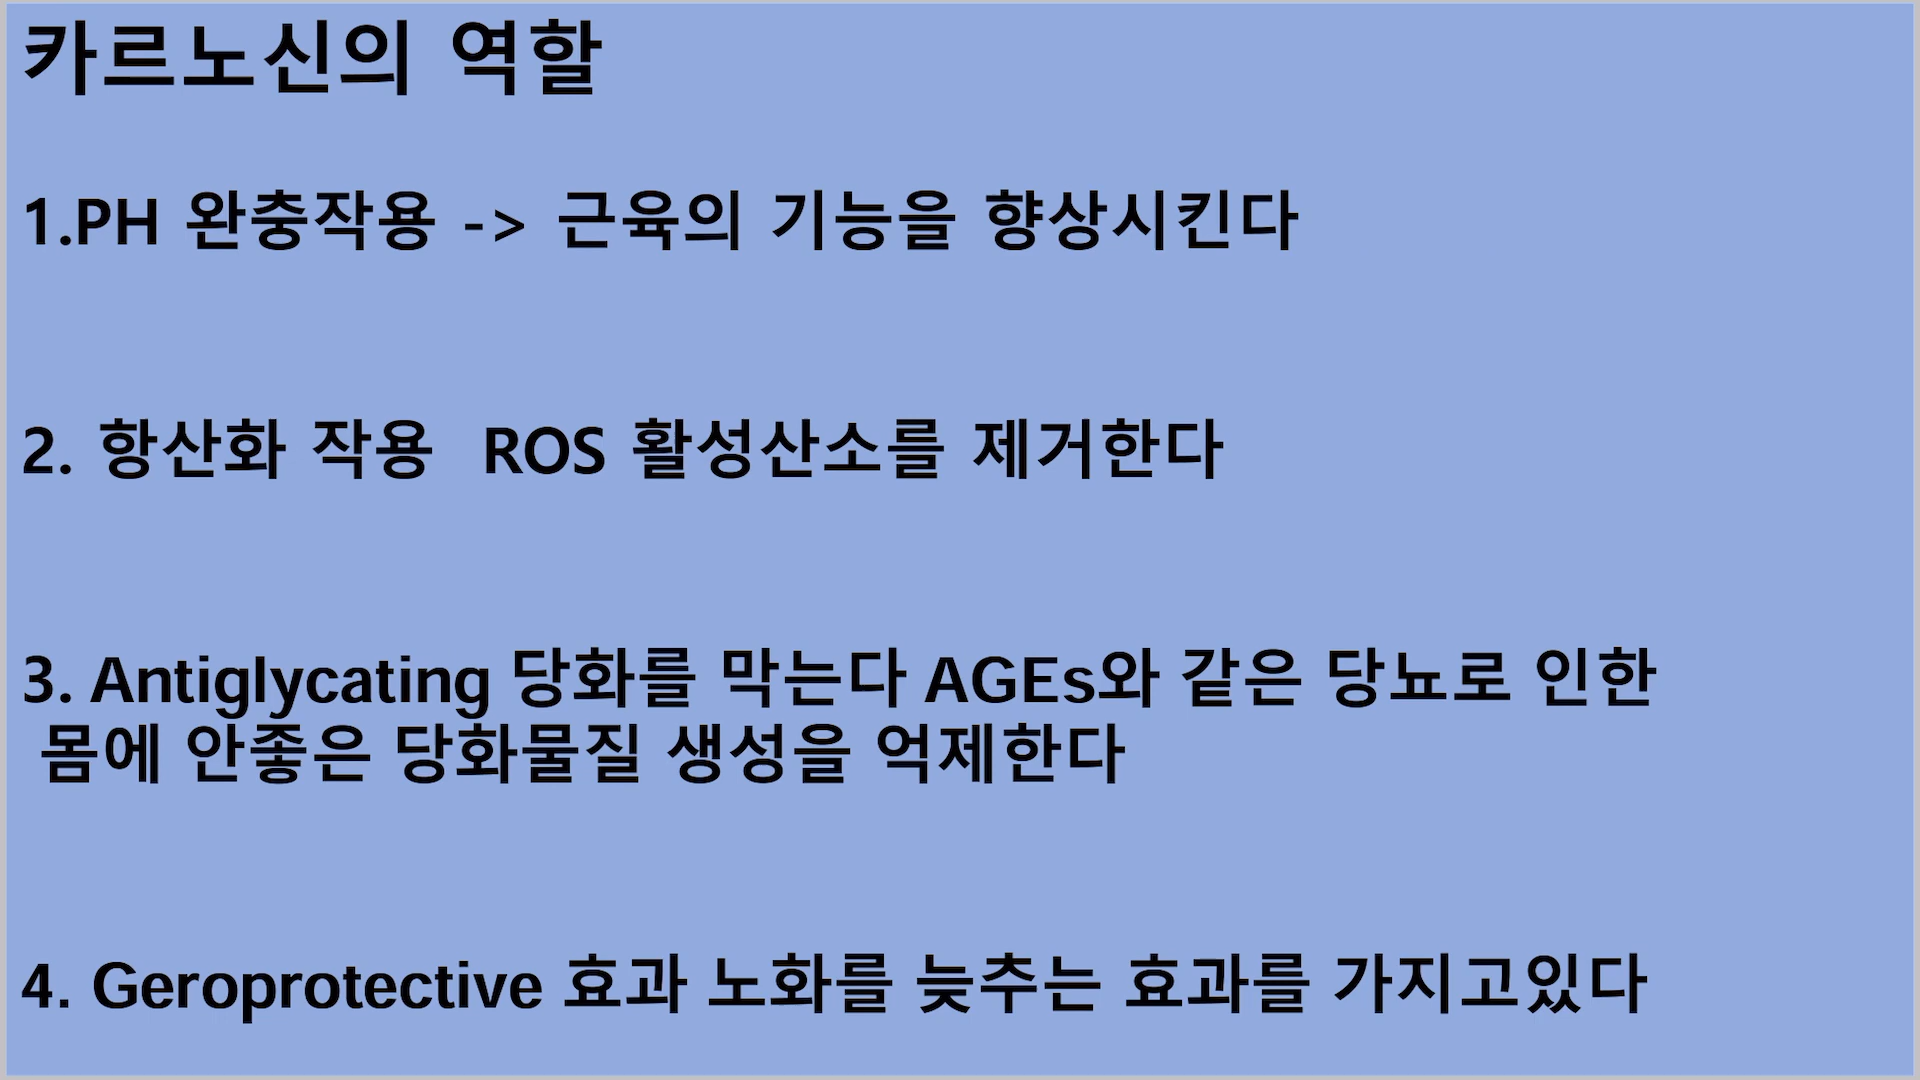 카르노신의 역할
1.PH 완충작용 -> 근육의 기능을 향상시킨다
2. 항산화 작용 ROS 활성산소를 제거한다
3. Antiglycating 당화를 막는다 AGEs와 같은 당뇨로 인한
몸에 안좋은 당화물질 생성을 억제한다
4. Geroprotective 효과 노화를 늦추는 효과를 가지고있다